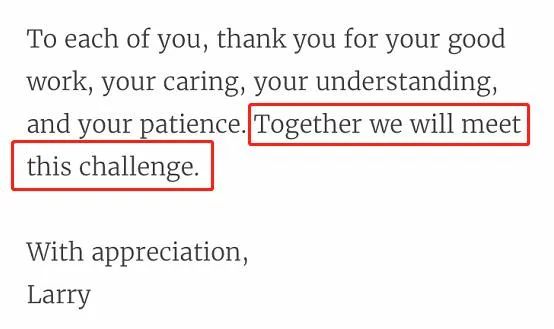 To each of you, thank you for your good
work, your caring, your understanding,
and your patience. Together we will meet
this challenge.
With appreciation,
Larry